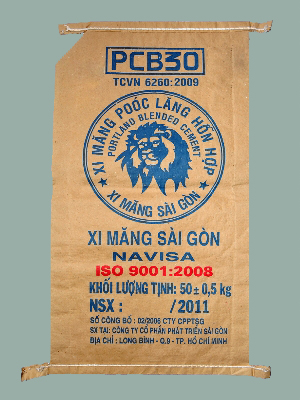 PCB30
TCVN 6260:2009
XI MĂNG POÓC LĂNG HỖN HỢP
PORTLAND BLENDED CEMENT
★ XI MĂNG SÀI GÒN ★
XI MĂNG SÀI GÒN
NAVISA
ISO 9001:2008
KHỐI LƯỢNG TỊNH: 50 ± 0,5 kg
NSX : /2011
SỐ CÔNG BỐ : 02/2006 CTY CPPTSG
SX TẠI: CÔNG TY CỔ PHẦN PHÁT TRIỂN SÀI GÒN
ĐỊA CHỈ : LONG BÌNH - Q.9 - TP. HỒ CHÍ MINH